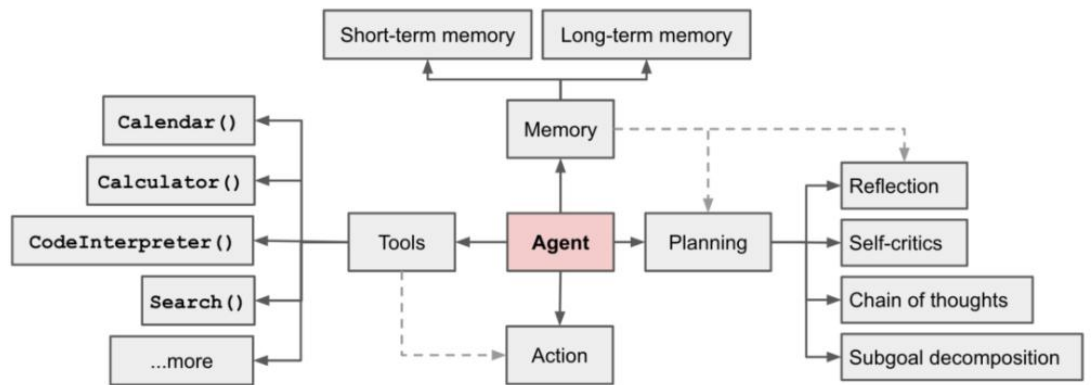 Short-term memory
Long-term memory
Memory
Calendar()
Calculator()
CodeInterpreter()
Search()
...more
Tools
Agent
Planning
Action
Reflection
Self-critics
Chain of thoughts
Subgoal decomposition